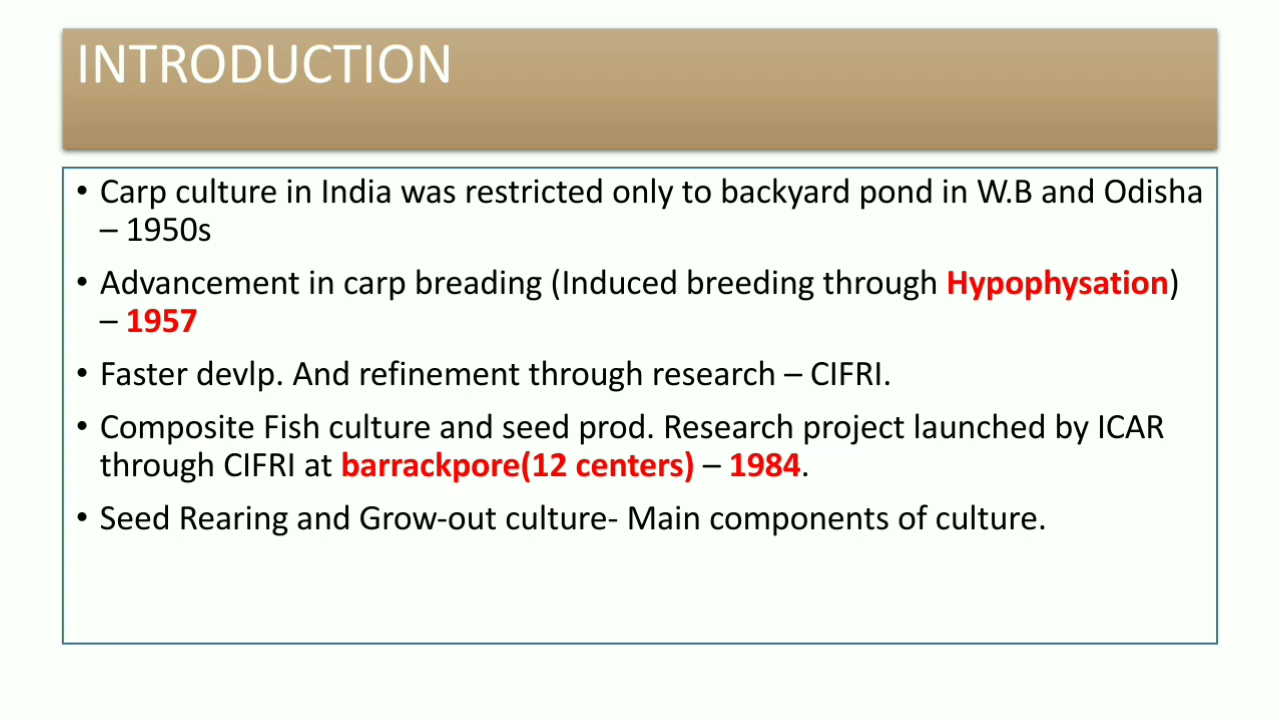 INTRODUCTION
• Carp culture in India was restricted only to backyard pond in W.B and Odisha
– 1950s
• Advancement in carp breading (Induced breeding through Hypophysation)
– 1957
• Faster devlp. And refinement through research – CIFRI.
• Composite Fish culture and seed prod. Research project launched by ICAR
through CIFRI at barrackpore(12 centers) – 1984.
• Seed Rearing and Grow-out culture- Main components of culture.